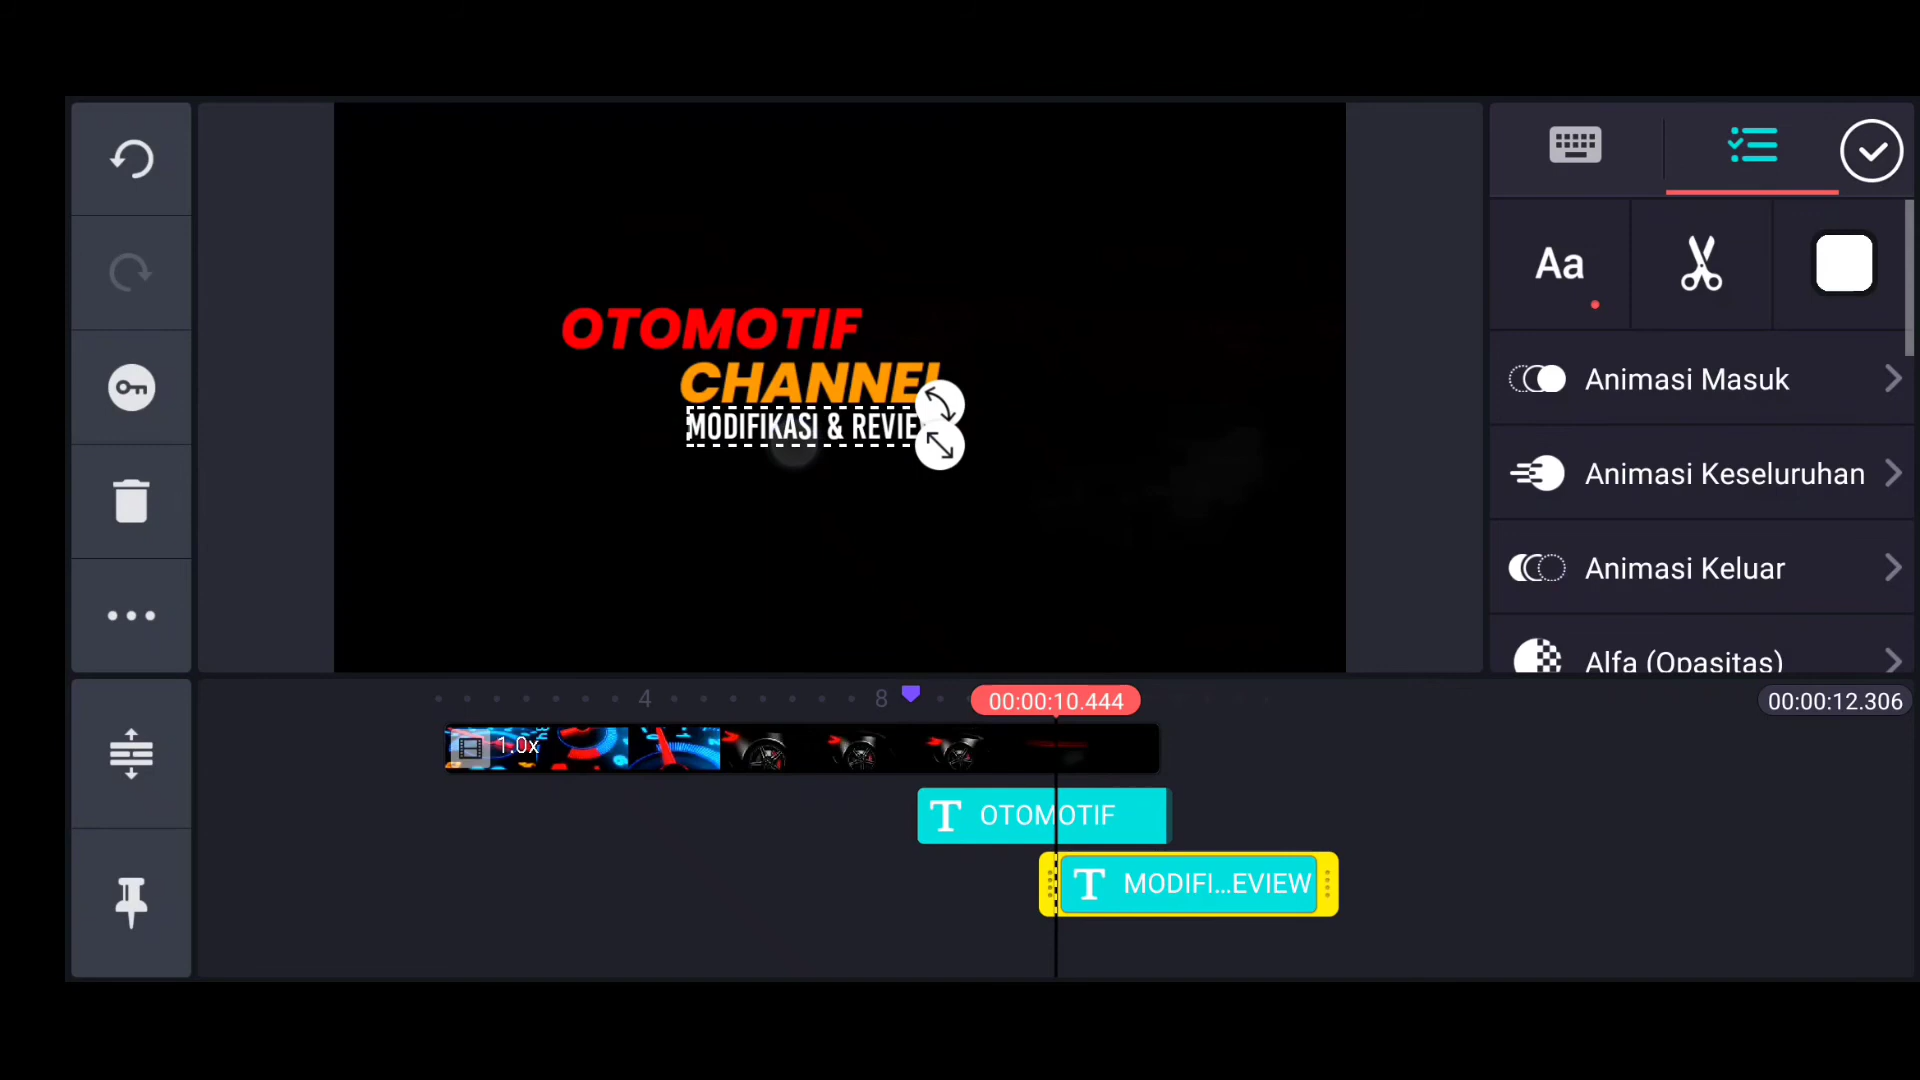 OTOMOTIF
CHANNEL
MODIFIKASI & REVIE
Aa
Animasi Masuk
Animasi Keseluruhan
Animasi Keluar
Alfa (Opasitas)
4
8
00:00:10.444
00:00:12.306
1.0x
T OTOMOTIF
T MODIFI...EVIEW